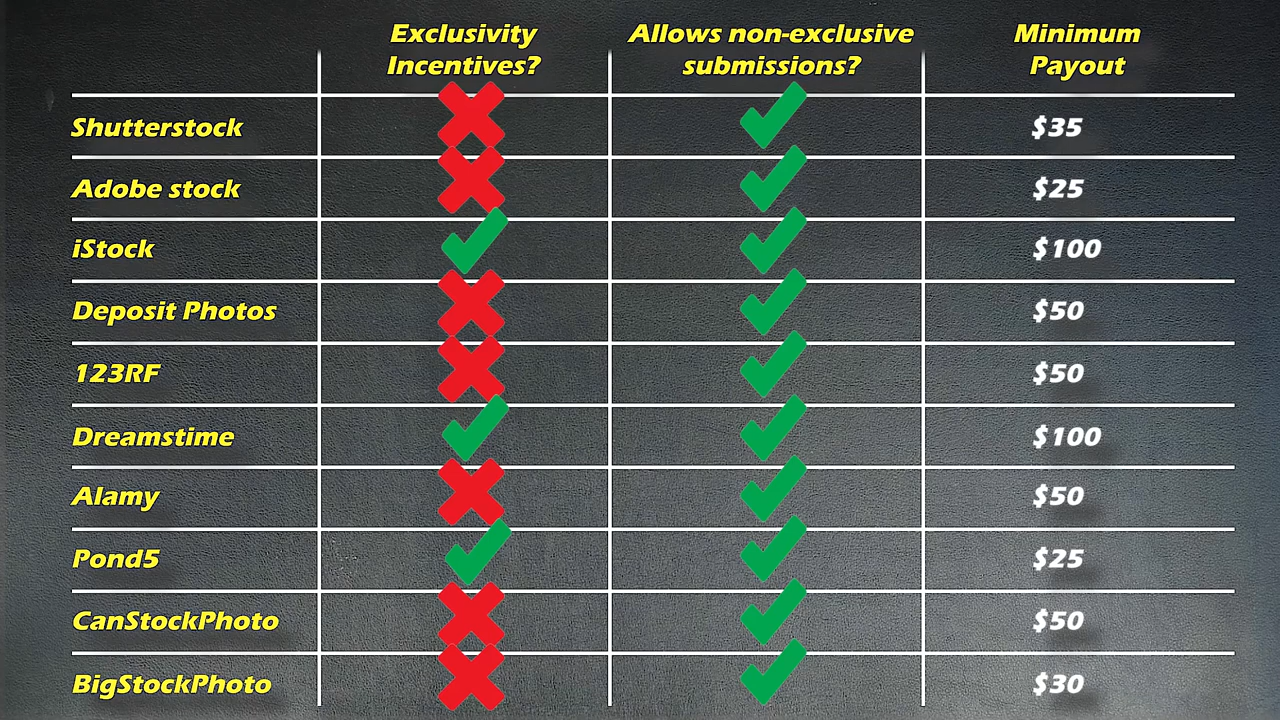 Exclusivity Incentives?
Allows non-exclusive submissions?
Minimum Payout
Shutterstock $35
Adobe stock $25
iStock $100
Deposit Photos $50
123RF $50
Dreamstime $100
Alamy $50
Pond5 $25
CanStockPhoto $50
BigStockPhoto $30